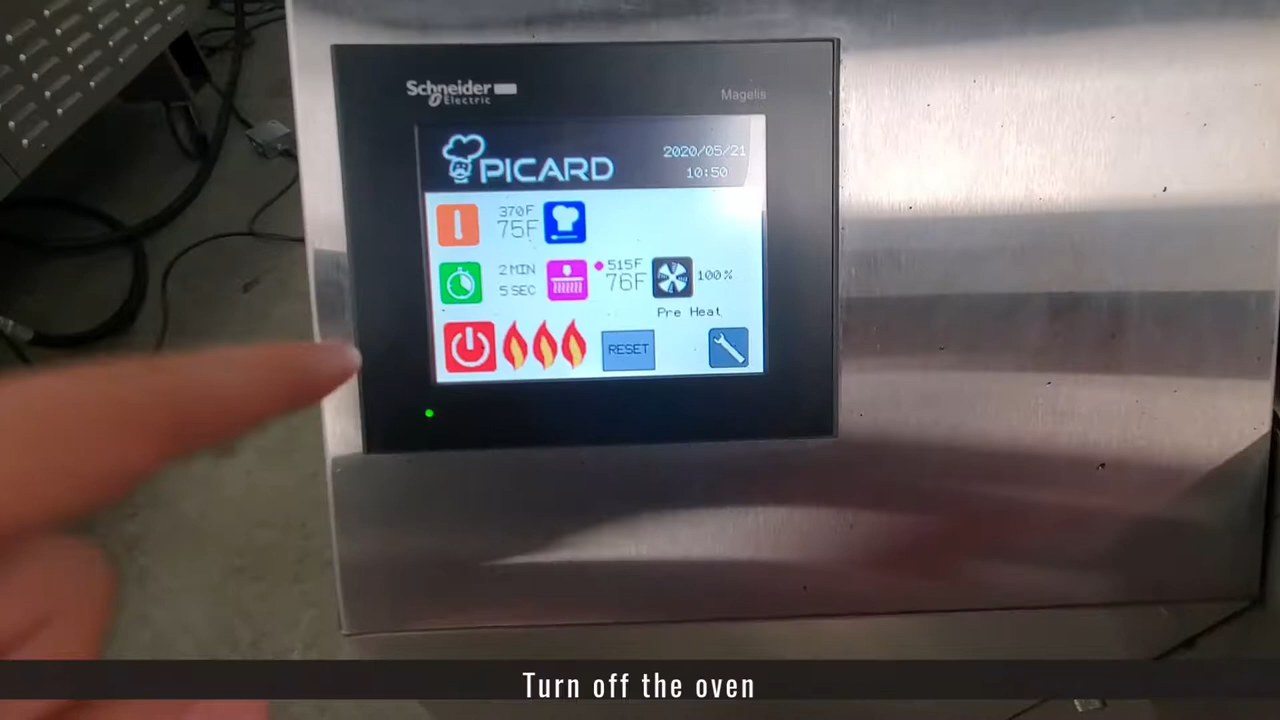 Schneider
Electric
Magelis
PICARD
2020/05/21
10:50
370F
75F
2 MIN
5 SEC
515F
76F
100%
Pre Heat
RESET
Turn off the oven